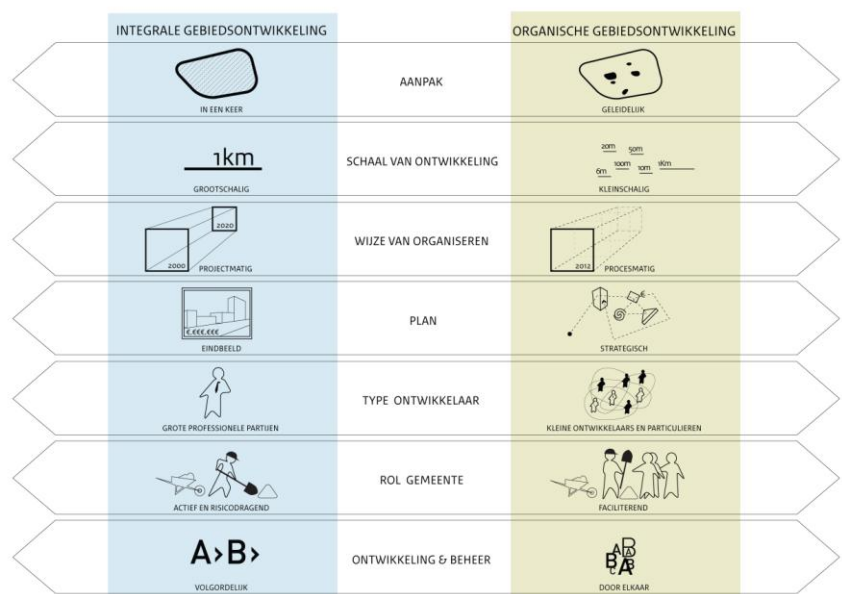 INTEGRALE GEBIEDSONTWIKKELING
ORGANISCHE GEBIEDSONTWIKKELING
IN EEN KEER
AANPAK
GELEIDELIJK
1km
GROOTSCHALIG
SCHAAL VAN ONTWIKKELING
20m 50m
6m 100m 10m 1Km
KLEINSCHALIG
2020
2000
PROJECTMATIG
WIJZE VAN ORGANISEREN
2012
PROCESMATIG
€.€€€.€€€
EINDBEELD
PLAN
€
STRATEGISCH
GROTE PROFESSIONELE PARTIJEN
TYPE ONTWIKKELAAR
KLEINE ONTWIKKELAARS EN PARTICULIEREN
ACTIEF EN RISICODRAGEND
ROL GEMEENTE
FACILITEREND
A›B›
VOLGORDELIJK
ONTWIKKELING & BEHEER
A B
B A B
C A
DOOR ELKAAR